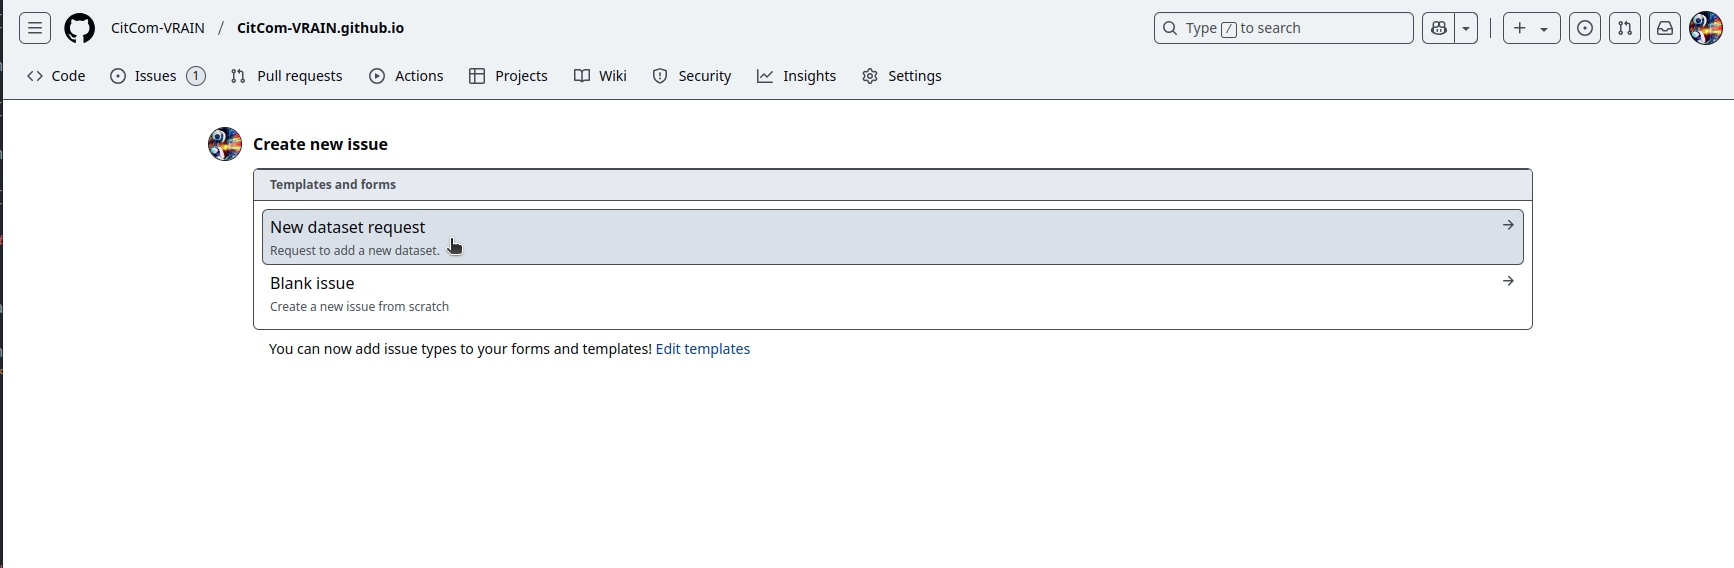 CitCom-VRAIN / CitCom-VRAIN.github.io
Type / to search
Code
Issues 1
Pull requests
Actions
Projects
Wiki
Security
Insights
Settings
Create new issue
Templates and forms
New dataset request
Request to add a new dataset.
Blank issue
Create a new issue from scratch
You can now add issue types to your forms and templates! Edit templates